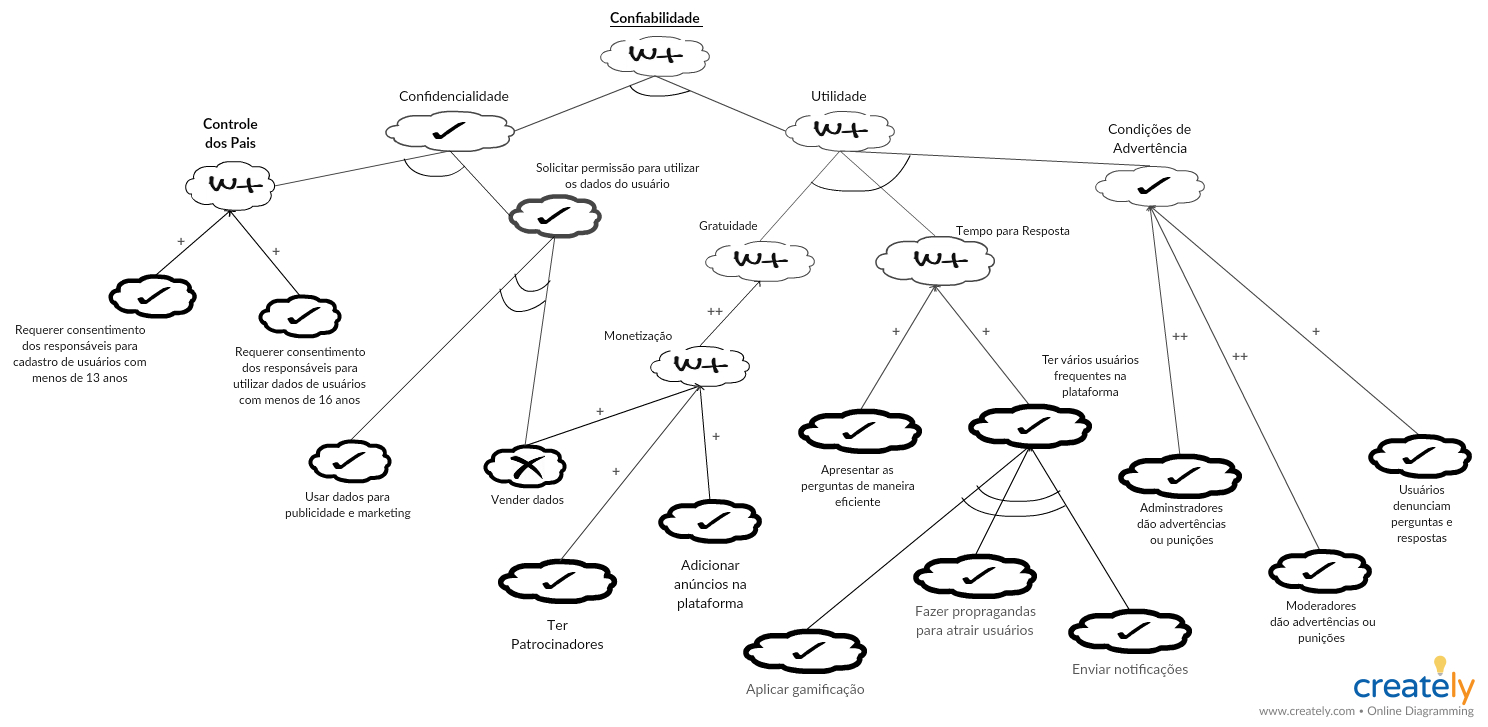 Confiabilidade
W+
Confidencialidade
Utilidade
W+
Controle
dos Pais
W+
Condições de
Advertência
Solicitar permissão para utilizar
os dados do usuário
Gratuidade
W+
Tempo para Resposta
W+
+
+
++
Requerer consentimento
dos responsáveis para
cadastro de usuários com
menos de 13 anos
Requerer consentimento
dos responsáveis para
utilizar dados de usuários
com menos de 16 anos
Monetização
W+
+
+
++
++
+
Ter vários usuários
frequentes na
plataforma
+
+
+
Usar dados para
publicidade e marketing
Vender dados
Apresentar as
perguntas de maneira
eficiente
Adminstradores
dão advertências
ou punições
Usuários
denunciam
perguntas e
respostas
Adicionar
anúncios na
plataforma
Ter
Patrocinadores
Fazer propragandas
para atrair usuários
Moderadores
dão advertências ou
punições
Aplicar gamificação
Enviar notificações
creately
www.creately.com • Online Diagramming